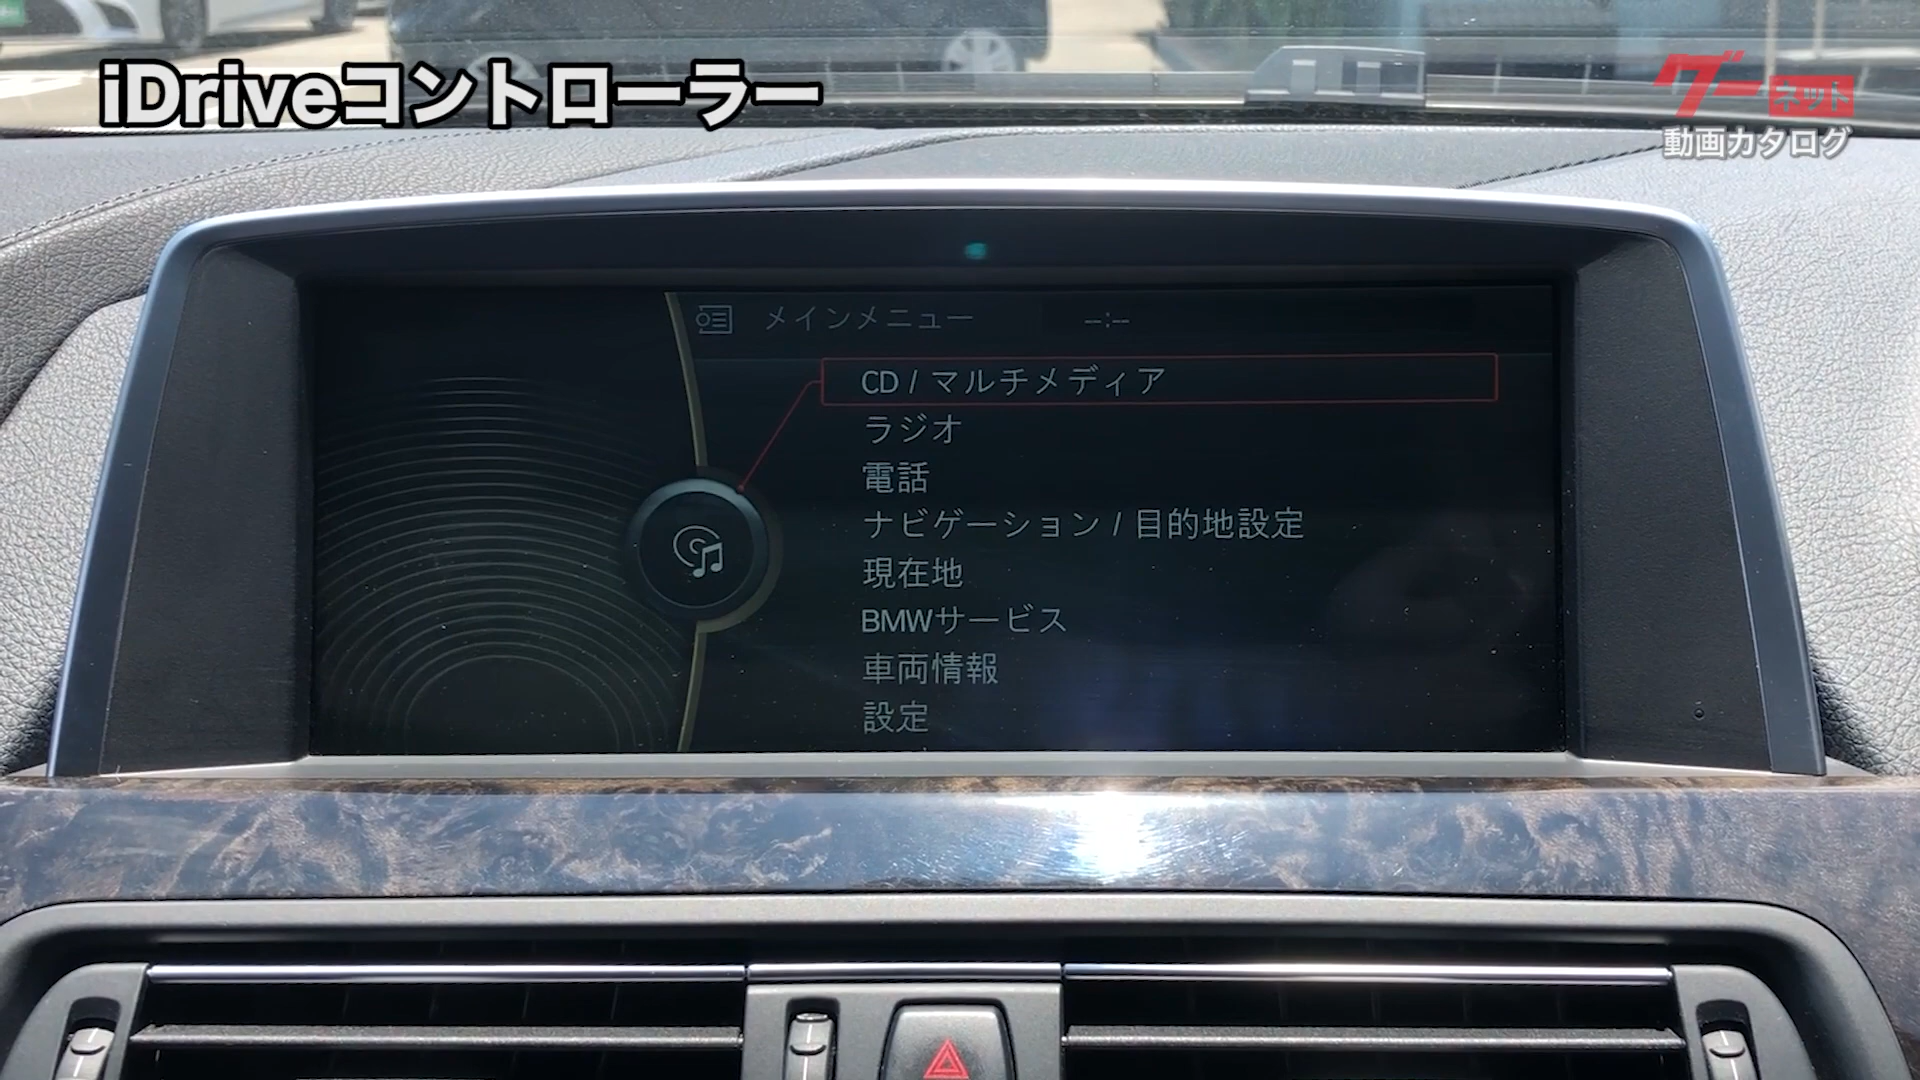 iDriveコントローラー
グーネット
動画カタログ
メインメニュー --:--
CD / マルチメディア
ラジオ
電話
ナビゲーション / 目的地設定
現在地
BMWサービス
車両情報
設定